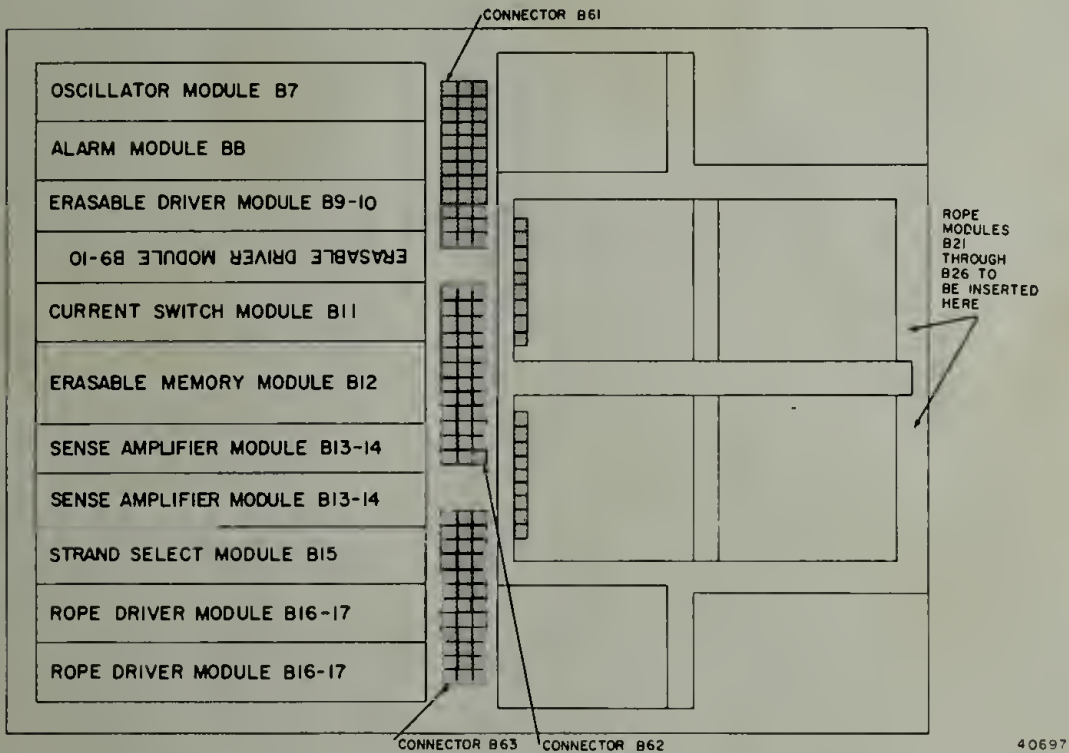 CONNECTOR B61
OSCILLATOR MODULE B7
ALARM MODULE B8
ERASABLE DRIVER MODULE B9-10
ERASABLE DRIVER MODULE B9-10
CURRENT SWITCH MODULE B11
ERASABLE MEMORY MODULE B12
SENSE AMPLIFIER MODULE B13-14
SENSE AMPLIFIER MODULE B13-14
STRAND SELECT MODULE B15
ROPE DRIVER MODULE B16-17
ROPE DRIVER MODULE B16-17
ROPE
MODULES
B21
THROUGH
B26 TO
BE INSERTED
HERE
CONNECTOR B63
CONNECTOR B62
40697